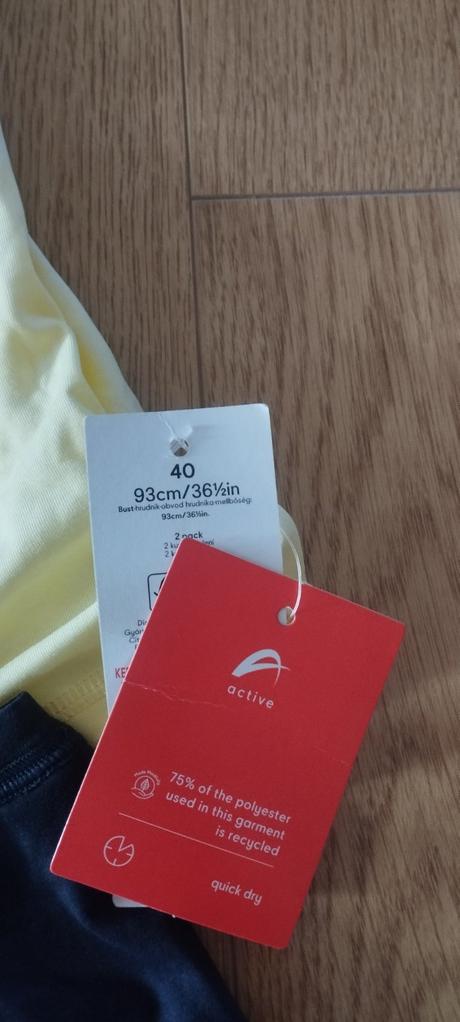 40
93cm/36½in
Bust·hrudník·obvod hrudníka·mellbőség:
93cm/36½in.
2 pack
active
75% of the polyester
used in this garment
is recycled
quick dry